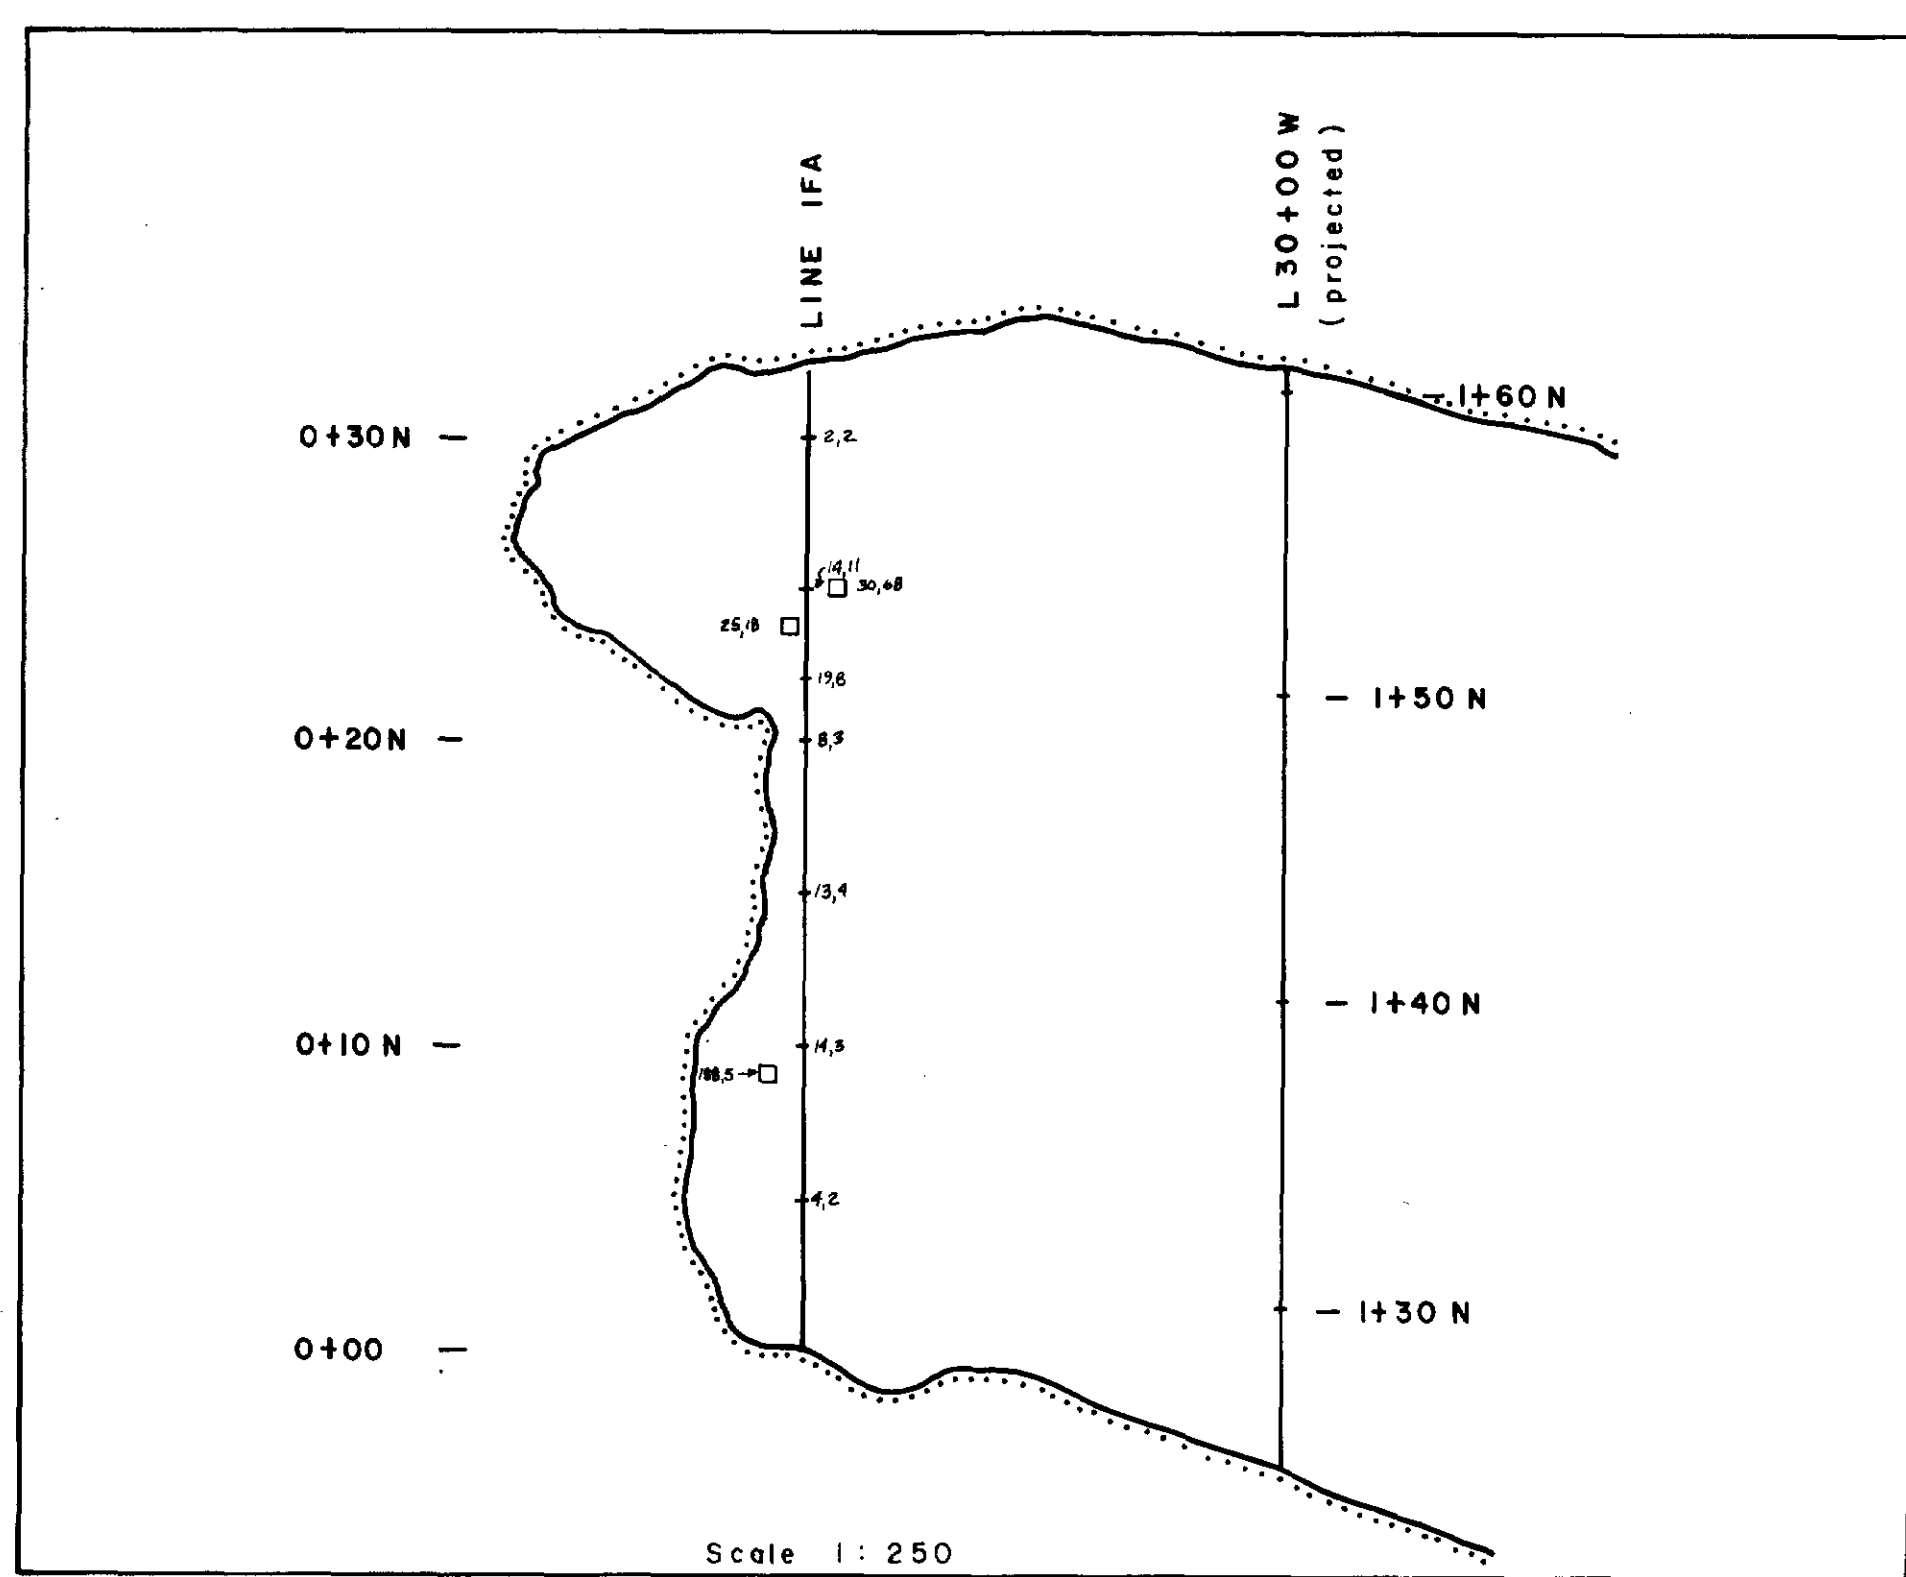 LINE IFA
L 30+00 W
(projected)
1+60 N
0+30 N
2,2
14,11
30,68
25,18
19,8
1+50 N
0+20 N
8,3
13,4
1+40 N
0+10 N
14,3
188,5
4,2
1+30 N
0+00
Scale 1:250